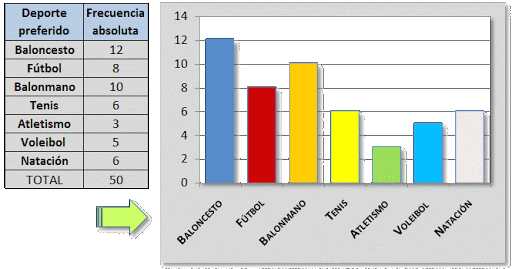 Deporte preferido Frecuencia absoluta
Baloncesto 12
Fútbol 8
Balonmano 10
Tenis 6
Atletismo 3
Voleibol 5
Natación 6
TOTAL 50
14
12
10
8
6
4
2
0
BALONCESTO
FÚTBOL
BALONMANO
TENIS
ATLETISMO
VOLEIBOL
NATACIÓN